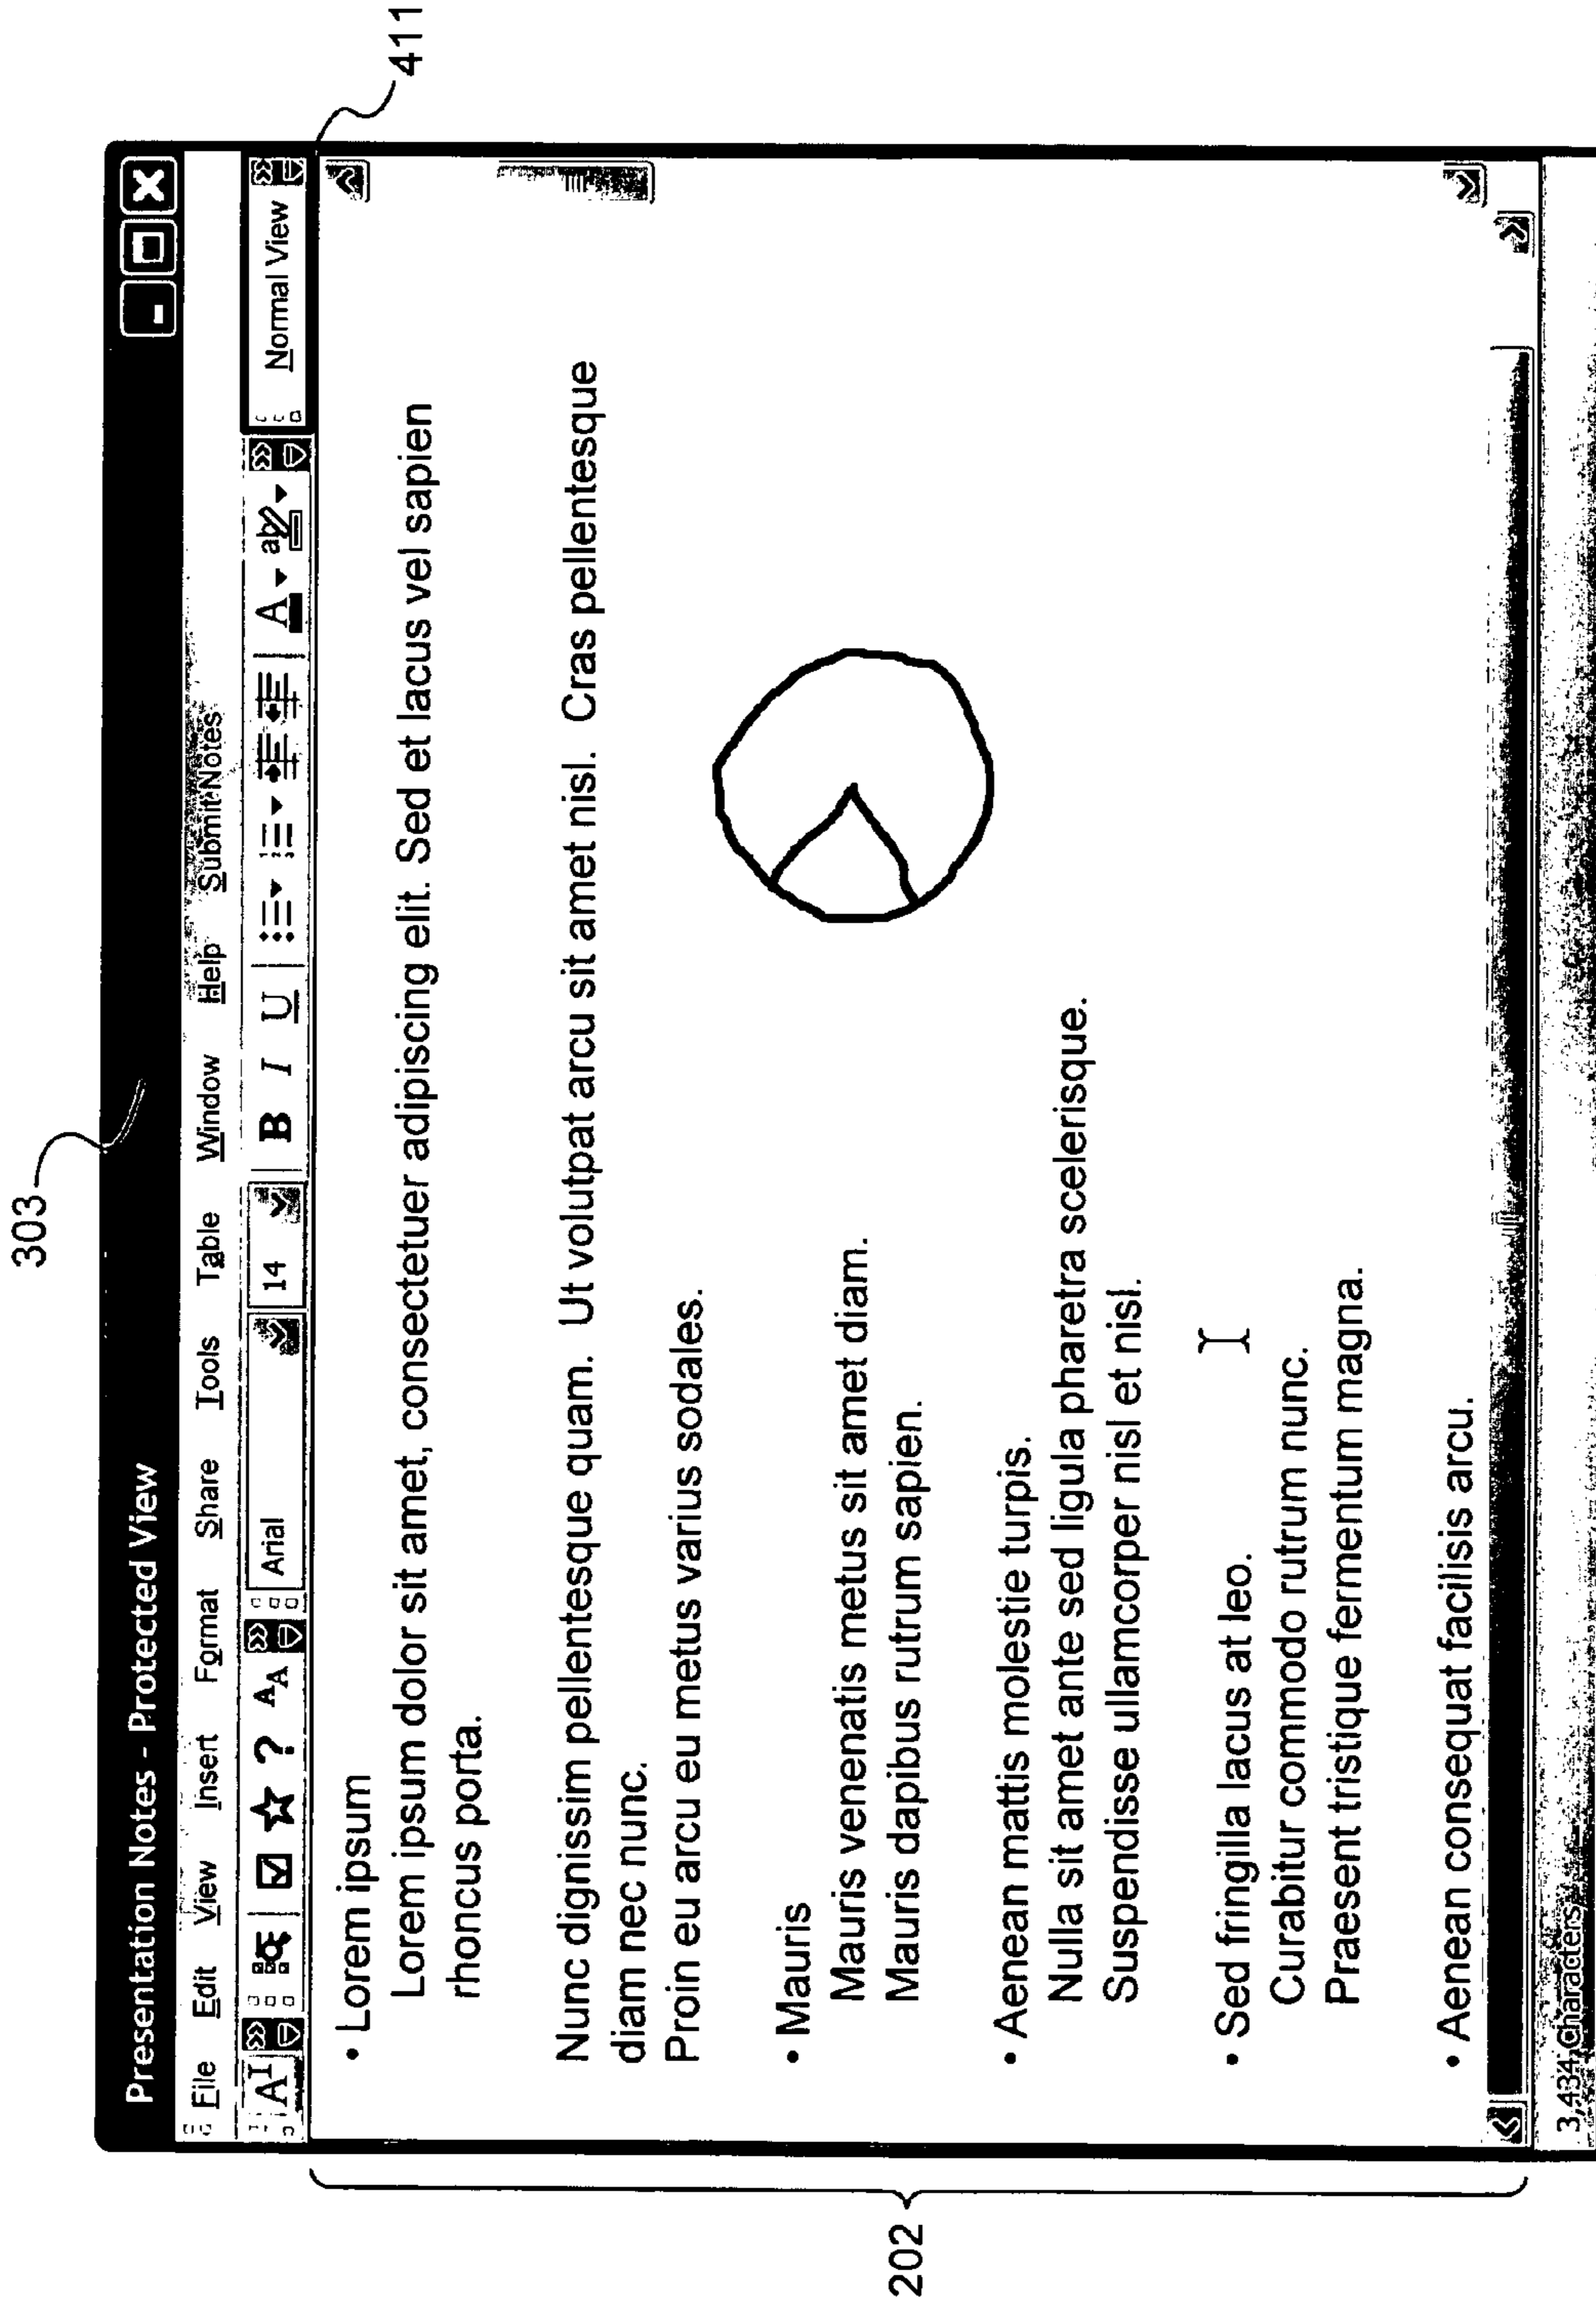 303
Presentation Notes - Protected View
File Edit View Insert Format Share Tools Table Window Help Submit Notes
A ? AA Arial 14 B I U A ab Normal View
411
• Lorem ipsum
Lorem ipsum dolor sit amet, consectetuer adipiscing elit. Sed et lacus vel sapien
rhoncus porta.
Nunc dignissim pellentesque quam. Ut volutpat arcu sit amet nisl. Cras pellentesque
diam nec nunc.
Proin eu arcu eu metus varius sodales.
• Mauris
Mauris venenatis metus sit amet diam.
Mauris dapibus rutrum sapien.
202
• Aenean mattis molestie turpis.
Nulla sit amet ante sed ligula pharetra scelerisque.
Suspendisse ullamcorper nisl et nisl.
• Sed fringilla lacus at leo.
Curabitur commodo rutrum nunc.
Praesent tristique fermentum magna.
• Aenean consequat facilisis arcu.
3,434 characters